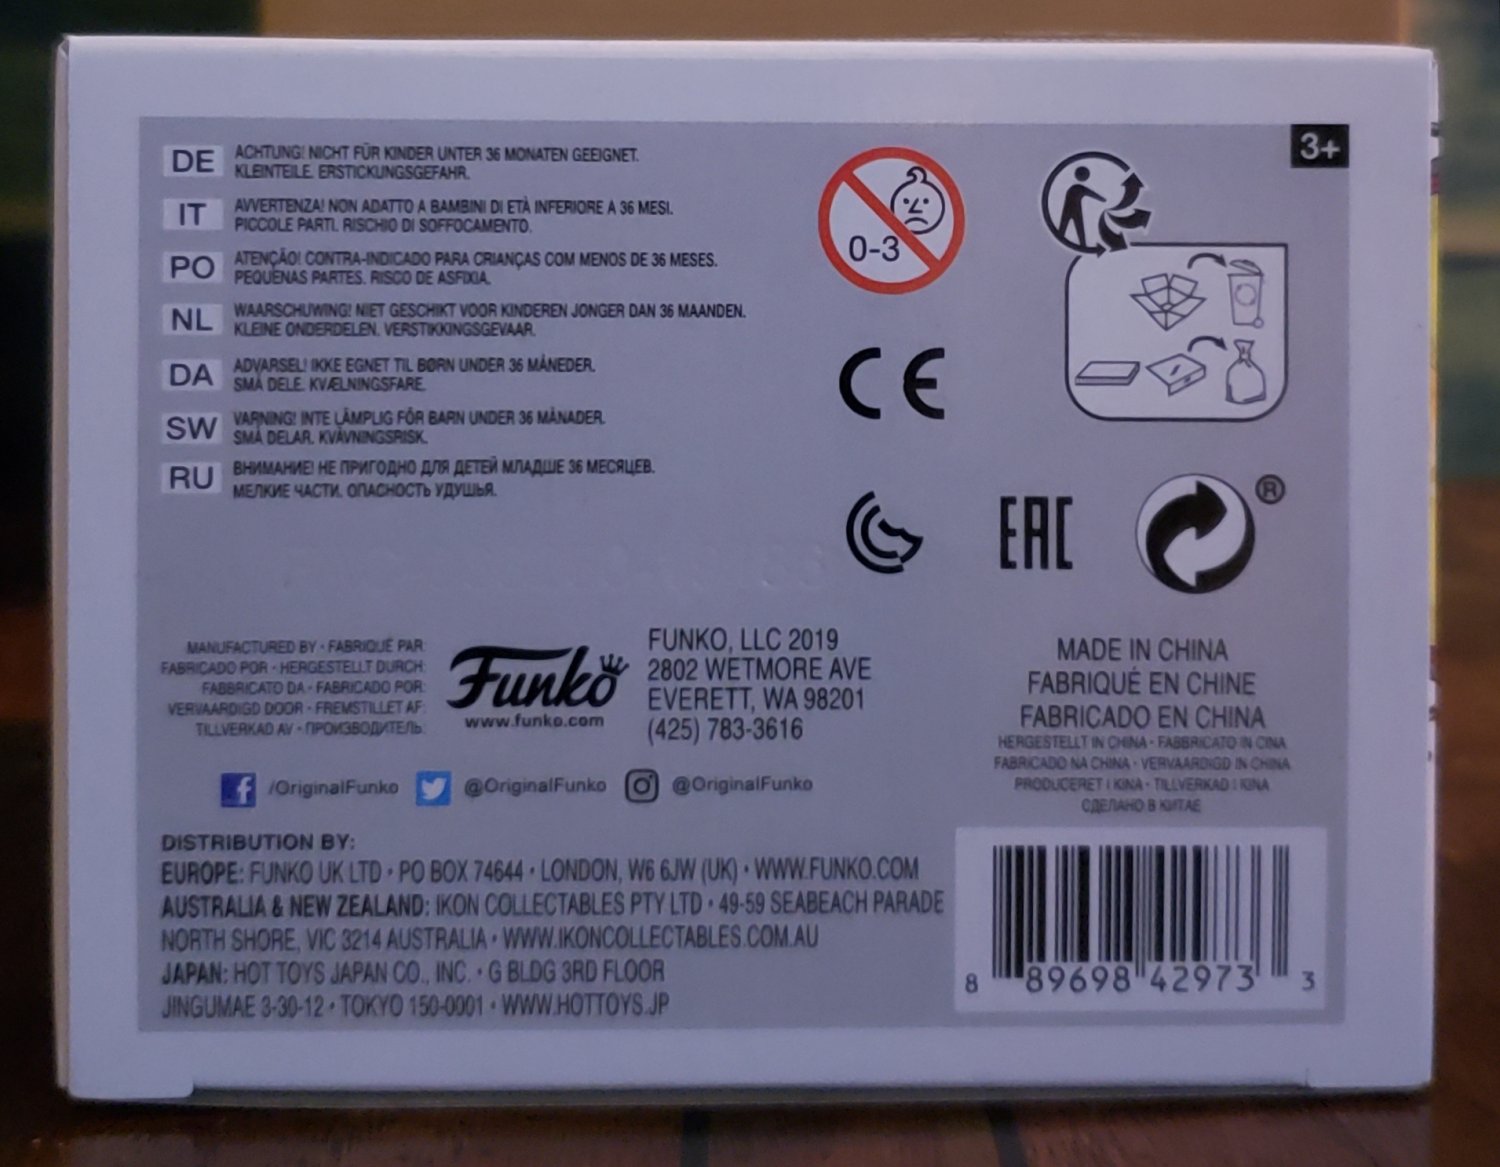 DE
ACHTUNG! NICHT FÜR KINDER UNTER 36 MONATEN GEEIGNET.
KLEINTEILE. ERSTICKUNGSGEFAHR.
IT
AVVERTENZA! NON ADATTO A BAMBINI DI ETÀ INFERIORE A 36 MESI.
PICCOLE PARTI. RISCHIO DI SOFFOCAMENTO.
PO
ATENÇÃO! CONTRA-INDICADO PARA CRIANÇAS COM MENOS DE 36 MESES.
PEQUENAS PARTES. RISCO DE ASFIXIA.
NL
WAARSCHUWING! NIET GESCHIKT VOOR KINDEREN JONGER DAN 36 MAANDEN.
KLEINE ONDERDELEN. VERSTIKKINGSGEVAAR.
DA
ADVARSEL! IKKE EGNET TIL BØRN UNDER 36 MÅNEDER.
SMÅ DELE. KVÆLNINGSFARE.
SW
VARNING! INTE LÄMPLIG FÖR BARN UNDER 36 MÅNADER.
SMÅ DELAR. KVÄVNINGSRISK.
RU
ВНИМАНИЕ! НЕ ПРИГОДНО ДЛЯ ДЕТЕЙ МЛАДШЕ 36 МЕСЯЦЕВ.
МЕЛКИЕ ЧАСТИ. ОПАСНОСТЬ УДУШЬЯ.
0-3
3+
CE
EAC
®
MANUFACTURED BY · FABRIQUÉ PAR:
FABRICADO POR · HERGESTELLT DURCH:
FABBRICATO DA · FABRICADO POR:
VERVAARDIGD DOOR · FREMSTILLET AF:
TILLVERKAD AV · ПРОИЗВОДИТЕЛЬ:
Funko
www.funko.com
FUNKO, LLC 2019
2802 WETMORE AVE
EVERETT, WA 98201
(425) 783-3616
MADE IN CHINA
FABRIQUÉ EN CHINE
FABRICADO EN CHINA
HERGESTELLT IN CHINA · FABBRICATO IN CINA
FABRICADO NA CHINA · VERVAARDIGD IN CHINA
PRODUCERET I KINA · TILLVERKAD I KINA
СДЕЛАНО В КИТАЕ
/OriginalFunko @OriginalFunko @OriginalFunko
DISTRIBUTION BY:
EUROPE: FUNKO UK LTD · PO BOX 74644 · LONDON, W6 6JW (UK) · WWW.FUNKO.COM
AUSTRALIA & NEW ZEALAND: IKON COLLECTABLES PTY LTD · 49-59 SEABEACH PARADE
NORTH SHORE, VIC 3214 AUSTRALIA · WWW.IKONCOLLECTABLES.COM.AU
JAPAN: HOT TOYS JAPAN CO., INC. · G BLDG 3RD FLOOR
JINGUMAE 3-30-12 · TOKYO 150-0001 · WWW.HOTTOYS.JP
8 89698 42973 3